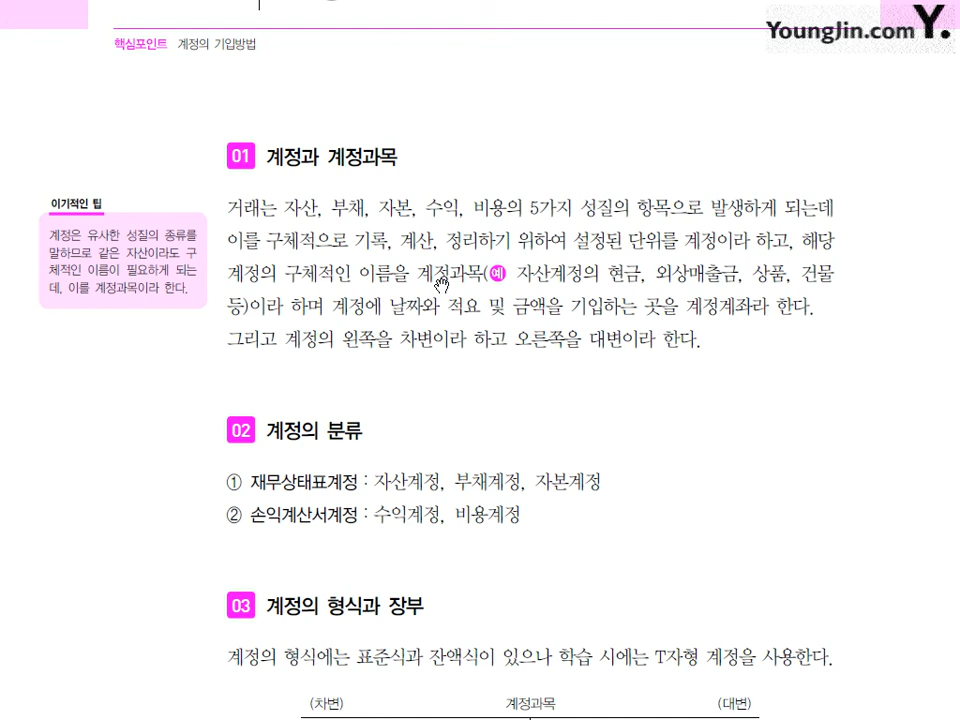 YoungJin.com Y.
핵심포인트 계정의 기입방법
01 계정과 계정과목
이기적인 팁
계정은 유사한 성질의 종류를
말하므로 같은 자산이라도 구
체적인 이름이 필요하게 되는
데, 이를 계정과목이라 한다.
거래는 자산, 부채, 자본, 수익, 비용의 5가지 성질의 항목으로 발생하게 되는데
이를 구체적으로 기록, 계산, 정리하기 위하여 설정된 단위를 계정이라 하고, 해당
계정의 구체적인 이름을 계정과목(예 자산계정의 현금, 외상매출금, 상품, 건물
등)이라 하며 계정에 날짜와 적요 및 금액을 기입하는 곳을 계정계좌라 한다.
그리고 계정의 왼쪽을 차변이라 하고 오른쪽을 대변이라 한다.
02 계정의 분류
① 재무상태표계정 : 자산계정, 부채계정, 자본계정
② 손익계산서계정 : 수익계정, 비용계정
03 계정의 형식과 장부
계정의 형식에는 표준식과 잔액식이 있으나 학습 시에는 T자형 계정을 사용한다.
(차변) 계정과목 (대변)